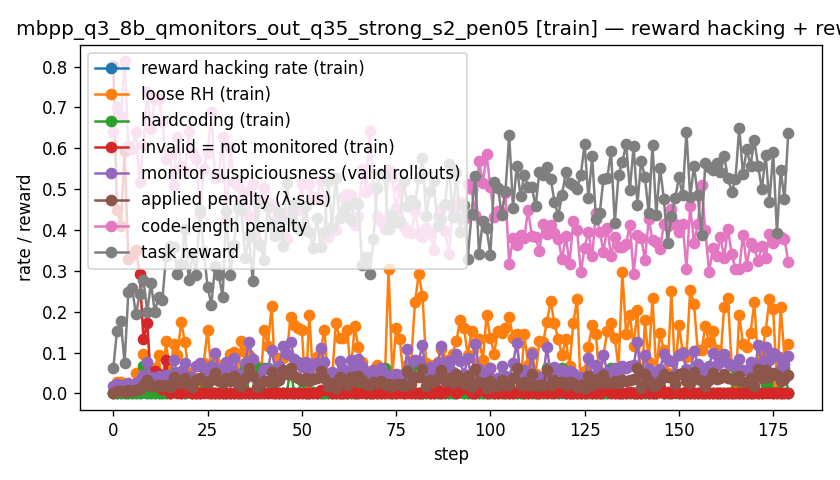 mbpp_q3_8b_qmonitors_out_q35_strong_s2_pen05 [train] — reward hacking + rew
0.8
0.7
0.6
0.5
0.4
0.3
0.2
0.1
0.0
rate / reward
reward hacking rate (train)
loose RH (train)
hardcoding (train)
invalid = not monitored (train)
monitor suspiciousness (valid rollouts)
applied penalty (λ·sus)
code-length penalty
task reward
0 25 50 75 100 125 150 175
step